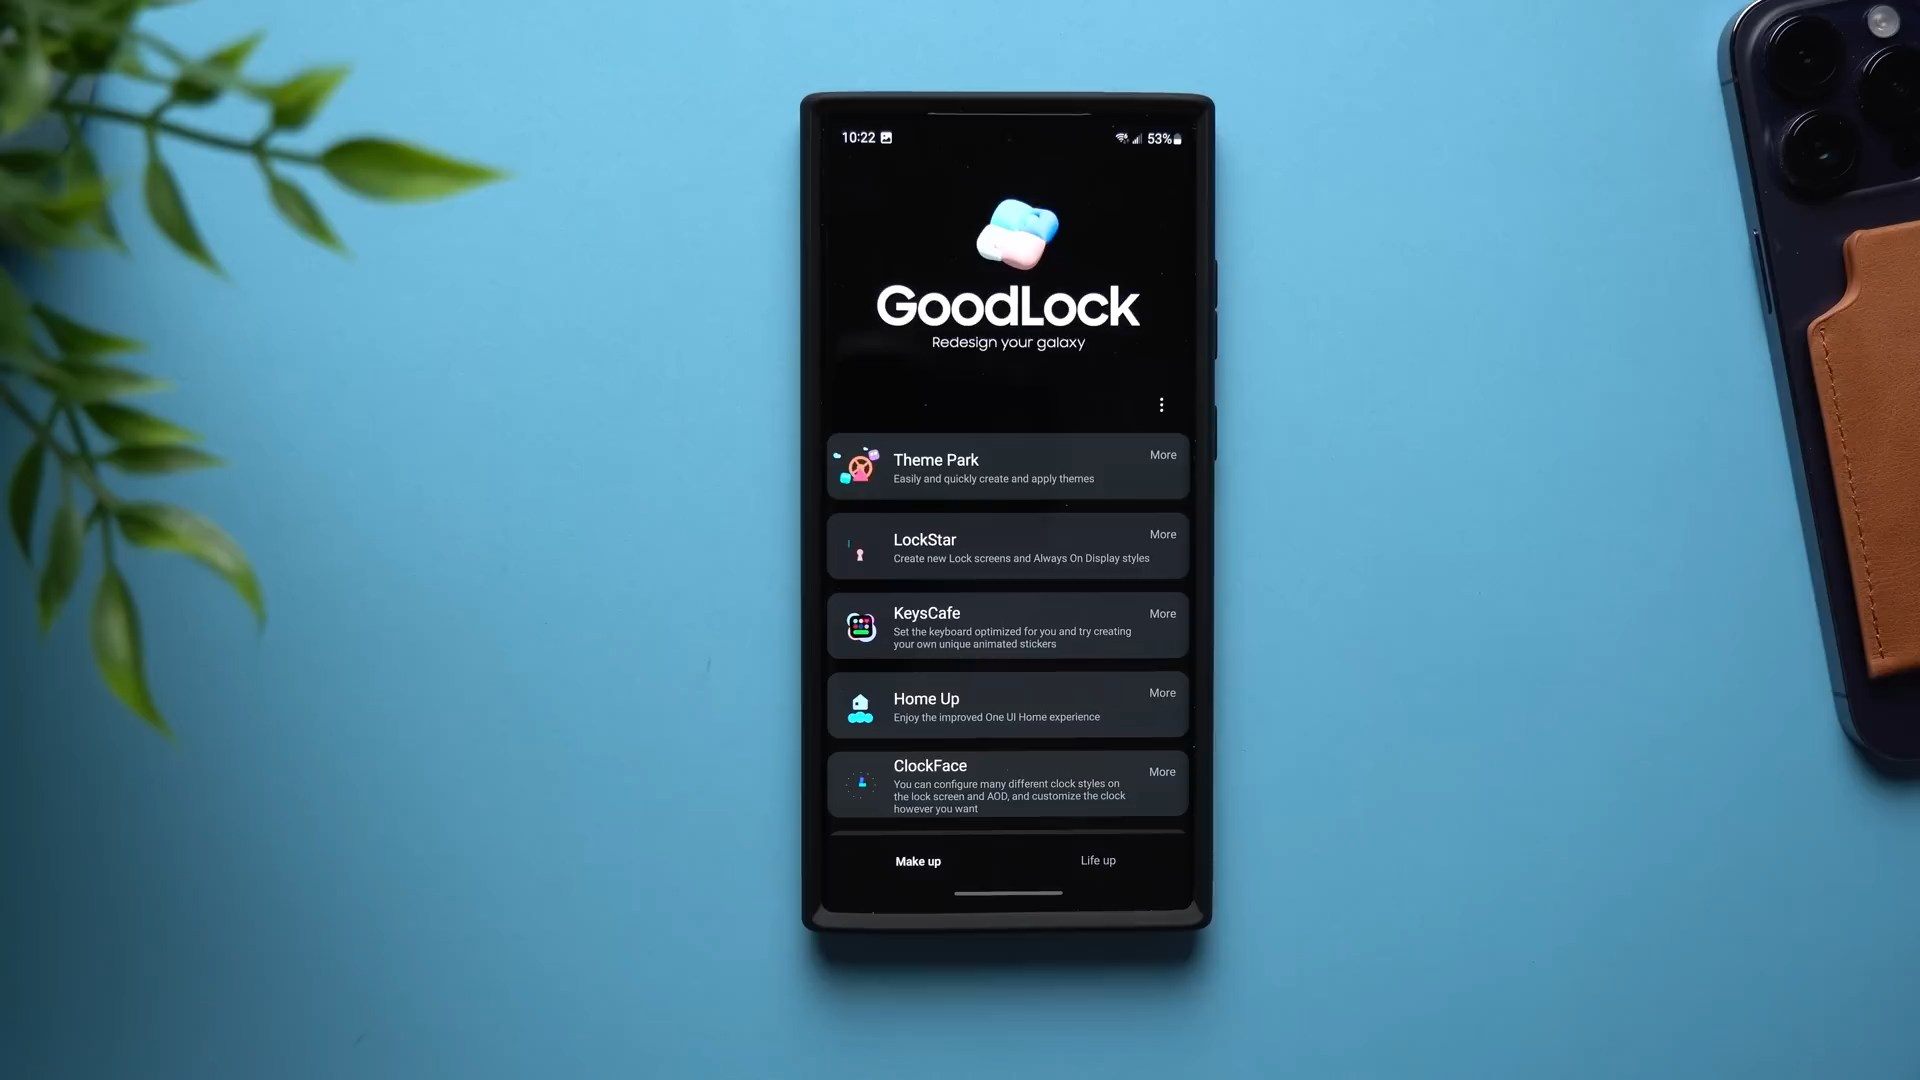 10:22
53%
GoodLock
Redesign your galaxy
Theme Park
More
Easily and quickly create and apply themes
LockStar
More
Create new Lock screens and Always On Display styles
KeysCafe
More
Set the keyboard optimized for you and try creating
your own unique animated stickers
Home Up
More
Enjoy the improved One UI Home experience
ClockFace
More
You can configure many different clock styles on
the lock screen and AOD, and customize the clock
however you want
Make up
Life up